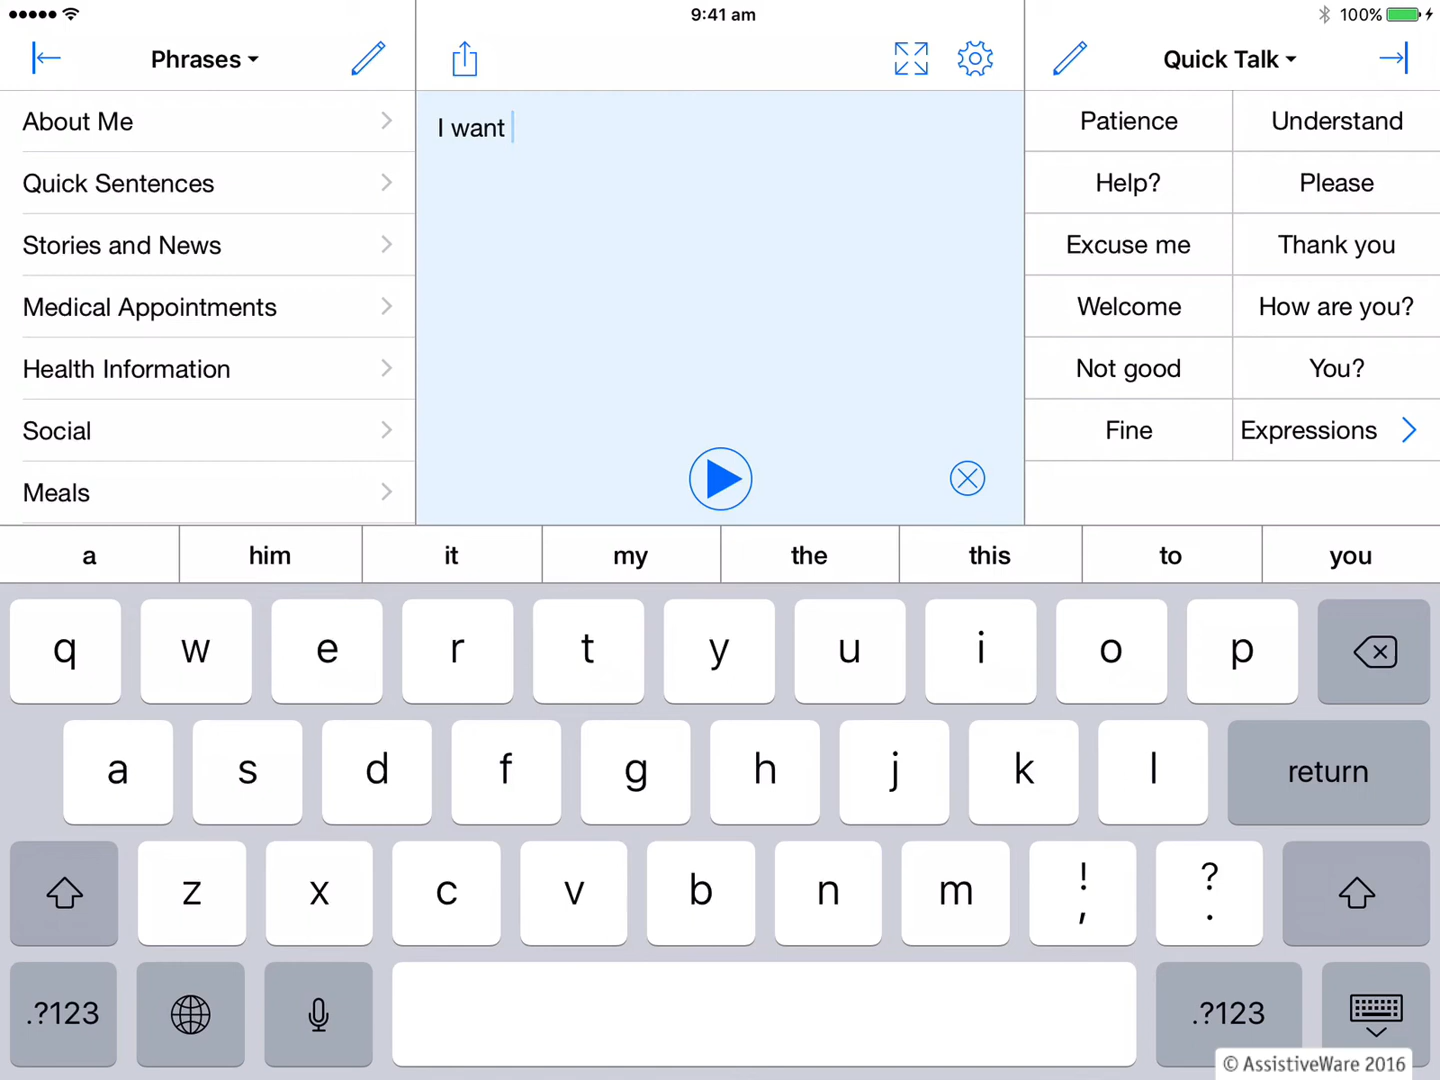 9:41 am
100%
Phrases
Quick Talk
About Me
Quick Sentences
Stories and News
Medical Appointments
Health Information
Social
Meals
I want
Patience Understand
Help? Please
Excuse me Thank you
Welcome How are you?
Not good You?
Fine Expressions
a him it my the this to you
q w e r t y u i o p
a s d f g h j k l return
z x c v b n m ! , ? .
.?123 .?123
© AssistiveWare 2016